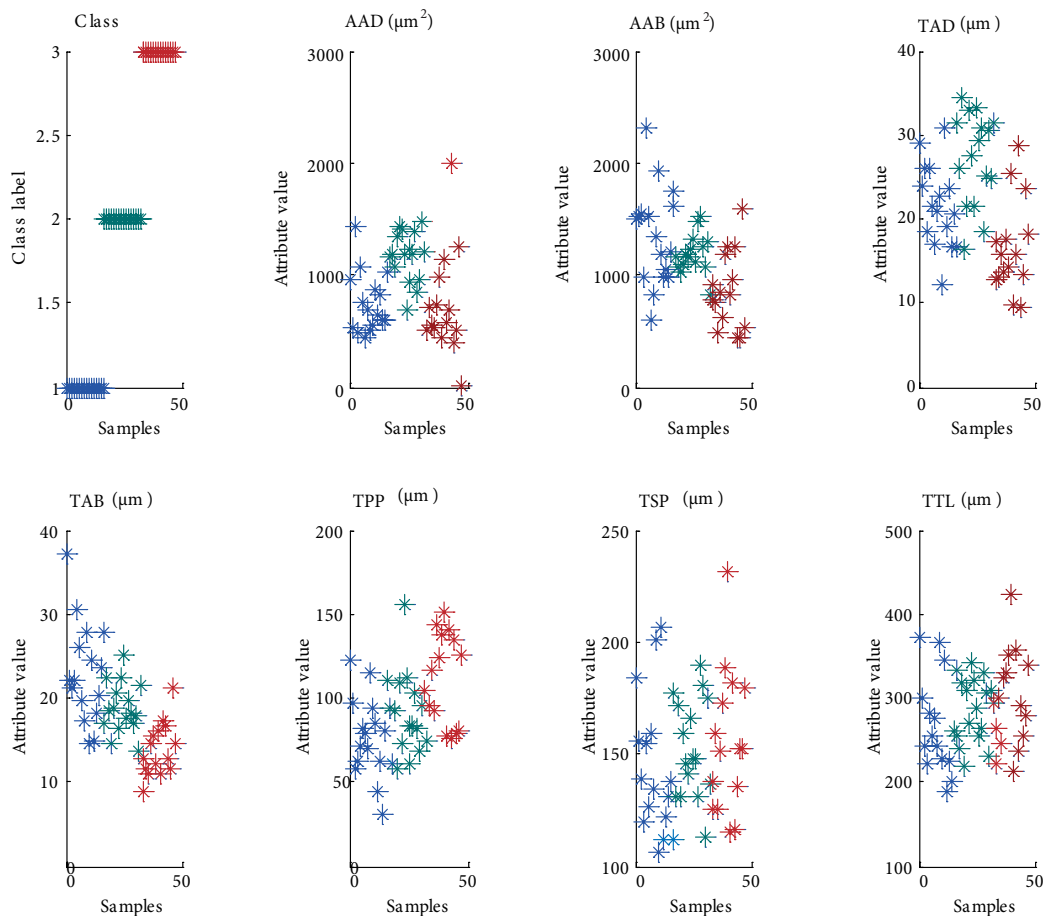 Class
Class label
3
2.5
2
1.5
1
0
50
Samples
AAD (µm²)
Attribute value
3000
2000
1000
0
0
50
Samples
AAB (µm²)
Attribute value
3000
2000
1000
0
0
50
Samples
TAD (µm)
Attribute value
40
30
20
10
0
0
50
Samples
TAB (µm)
Attribute value
40
30
20
10
0
0
50
Samples
TPP (µm)
Attribute value
200
150
100
50
0
0
50
Samples
TSP (µm)
Attribute value
250
200
150
100
0
50
Samples
TTL (µm)
Attribute value
500
400
300
200
100
0
50
Samples